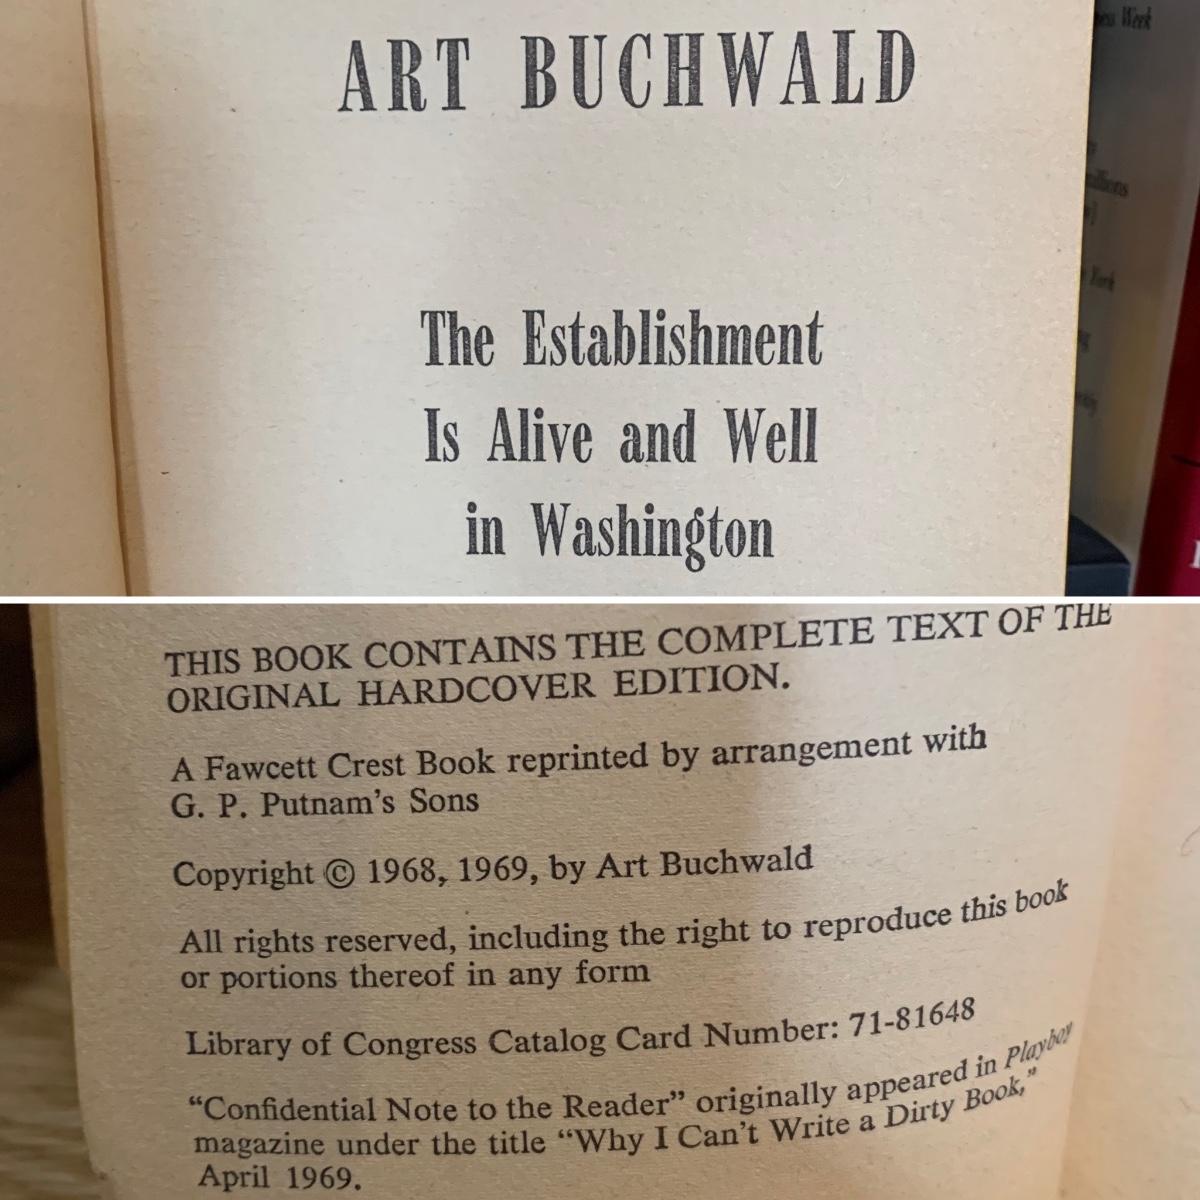 ART BUCHWALD
The Establishment
Is Alive and Well
in Washington
Week
York
THIS BOOK CONTAINS THE COMPLETE TEXT OF THE
ORIGINAL HARDCOVER EDITION.
A Fawcett Crest Book reprinted by arrangement with
G. P. Putnam's Sons
Copyright © 1968, 1969, by Art Buchwald
All rights reserved, including the right to reproduce this book
or portions thereof in any form
Library of Congress Catalog Card Number: 71-81648
“Confidential Note to the Reader” originally appeared in Playboy
magazine under the title “Why I Can't Write a Dirty Book,”
April 1969.